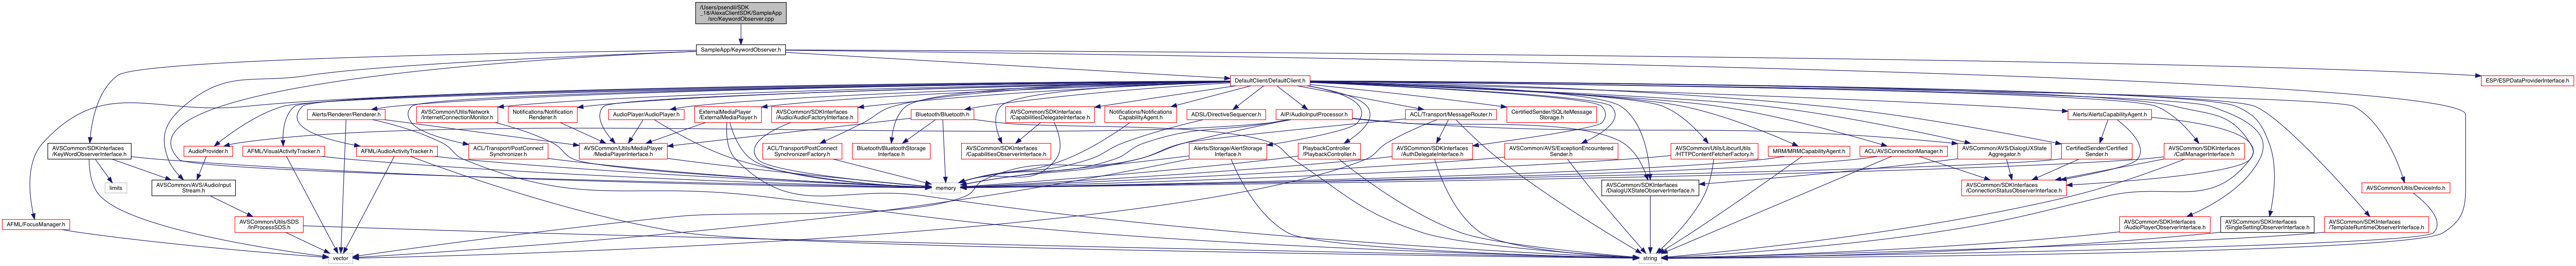 /Users/psendil/SDK
_18/AlexaClientSDK/SampleApp
/src/KeywordObserver.cpp
SampleApp/KeywordObserver.h
DefaultClient/DefaultClient.h
ESP/ESPDataProviderInterface.h
Alerts/Renderer/Renderer.h
AVSCommon/Utils/Network
/InternetConnectionMonitor.h
Notifications/Notification
Renderer.h
AudioPlayer/AudioPlayer.h
ExternalMediaPlayer
/ExternalMediaPlayer.h
AVSCommon/SDKInterfaces
/Audio/AudioFactoryInterface.h
Bluetooth/Bluetooth.h
AVSCommon/SDKInterfaces
/CapabilitiesDelegateInterface.h
Notifications/Notifications
CapabilityAgent.h
ADSL/DirectiveSequencer.h
AIP/AudioInputProcessor.h
ACL/Transport/MessageRouter.h
CertifiedSender/SQLiteMessage
Storage.h
Alerts/AlertsCapabilityAgent.h
AVSCommon/SDKInterfaces
/KeyWordObserverInterface.h
AudioProvider.h
AFML/VisualActivityTracker.h
AFML/AudioActivityTracker.h
ACL/Transport/PostConnect
Synchronizer.h
AVSCommon/Utils/MediaPlayer
/MediaPlayerInterface.h
ACL/Transport/PostConnect
SynchronizerFactory.h
Bluetooth/BluetoothStorage
Interface.h
AVSCommon/SDKInterfaces
/CapabilitiesObserverInterface.h
Alerts/Storage/AlertStorage
Interface.h
PlaybackController
/PlaybackController.h
AVSCommon/SDKInterfaces
/AuthDelegateInterface.h
AVSCommon/AVS/ExceptionEncountered
Sender.h
AVSCommon/Utils/LibcurlUtils
/HTTPContentFetcherFactory.h
MRM/MRMCapabilityAgent.h
ACL/AVSConnectionManager.h
AVSCommon/AVS/DialogUXState
Aggregator.h
CertifiedSender/Certified
Sender.h
AVSCommon/SDKInterfaces
/CallManagerInterface.h
limits
AVSCommon/AVS/AudioInput
Stream.h
memory
AVSCommon/SDKInterfaces
/DialogUXStateObserverInterface.h
AVSCommon/SDKInterfaces
/ConnectionStatusObserverInterface.h
AVSCommon/Utils/DeviceInfo.h
AFML/FocusManager.h
AVSCommon/Utils/SDS
/InProcessSDS.h
AVSCommon/SDKInterfaces
/AudioPlayerObserverInterface.h
AVSCommon/SDKInterfaces
/SingleSettingObserverInterface.h
AVSCommon/SDKInterfaces
/TemplateRuntimeObserverInterface.h
vector
string